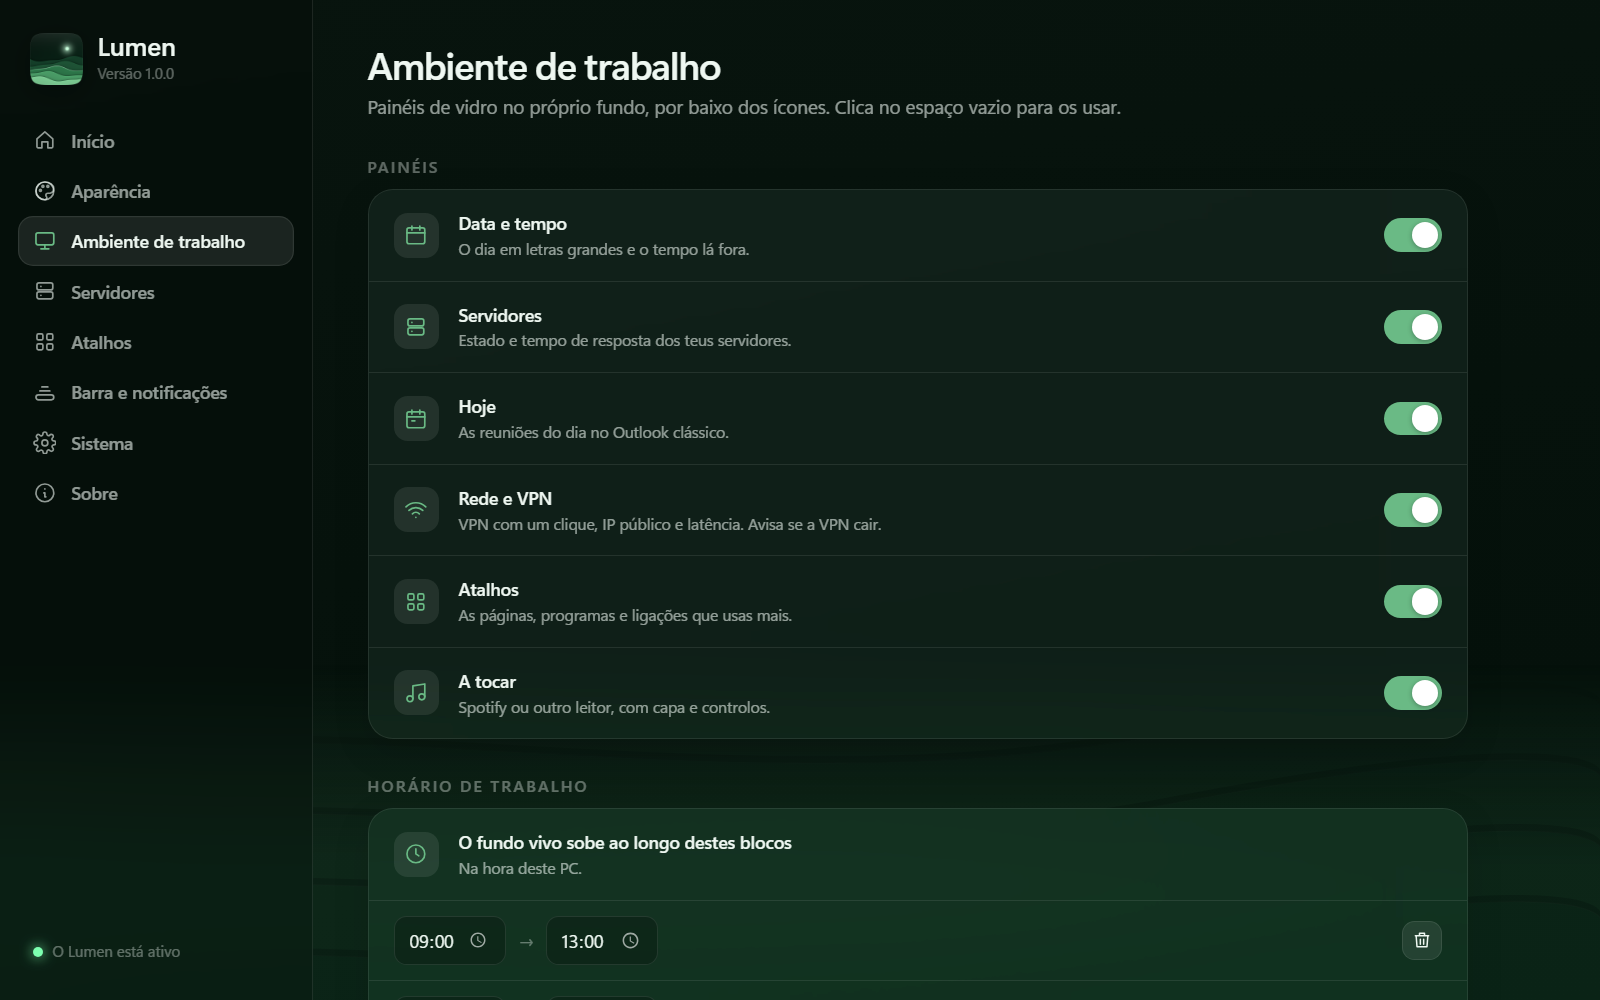 Lumen
Versão 1.0.0
Início
Aparência
Ambiente de trabalho
Servidores
Atalhos
Barra e notificações
Sistema
Sobre
O Lumen está ativo
Ambiente de trabalho
Painéis de vidro no próprio fundo, por baixo dos ícones. Clica no espaço vazio para os usar.
PAINÉIS
Data e tempo
O dia em letras grandes e o tempo lá fora.
Servidores
Estado e tempo de resposta dos teus servidores.
Hoje
As reuniões do dia no Outlook clássico.
Rede e VPN
VPN com um clique, IP público e latência. Avisa se a VPN cair.
Atalhos
As páginas, programas e ligações que usas mais.
A tocar
Spotify ou outro leitor, com capa e controlos.
HORÁRIO DE TRABALHO
O fundo vivo sobe ao longo destes blocos
Na hora deste PC.
09:00 → 13:00